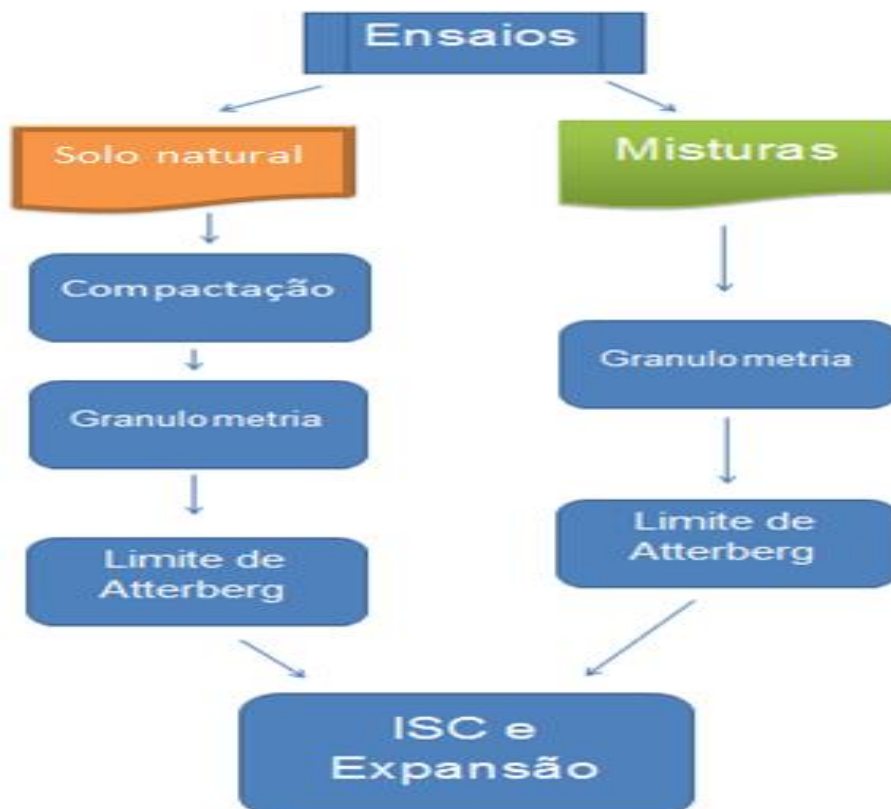 Ensaios
Solo natural
Misturas
Compactação
Granulometria
Granulometria
Limite de
Atterberg
Limite de
Atterberg
ISC e
Expansão